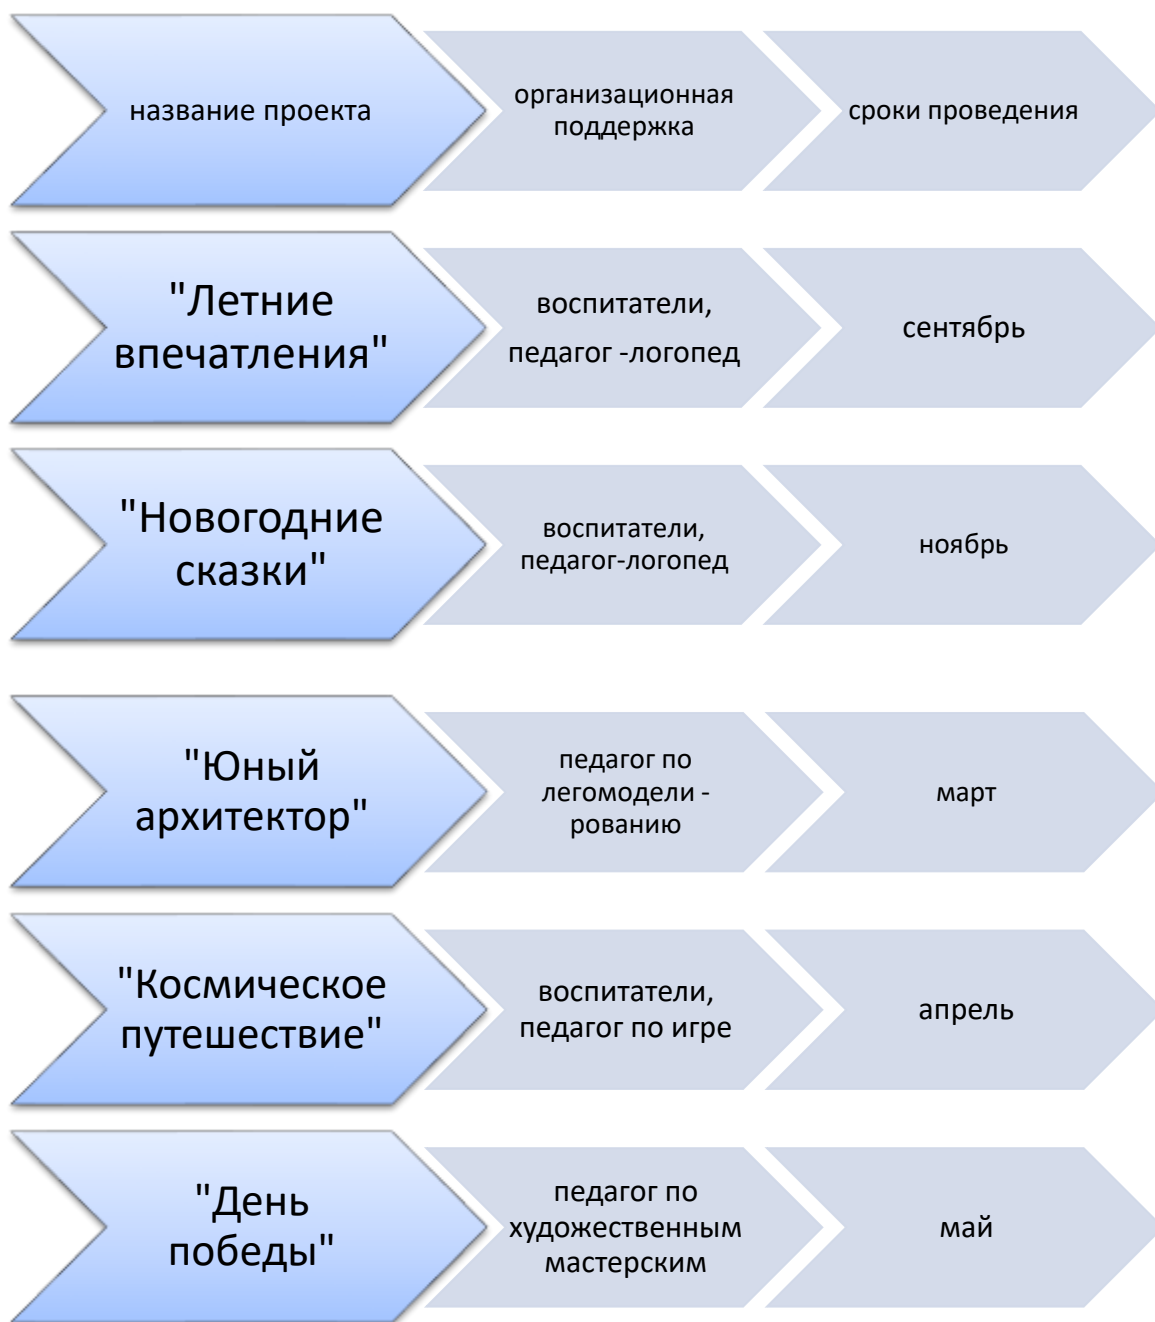 название проекта
организационная
поддержка
сроки проведения
"Летние
впечатления"
воспитатели,
педагог -логопед
сентябрь
"Новогодние
сказки"
воспитатели,
педагог-логопед
ноябрь
"Юный
архитектор"
педагог по
легомодели -
рованию
март
"Космическое
путешествие"
воспитатели,
педагог по игре
апрель
"День
победы"
педагог по
художественным
мастерским
май